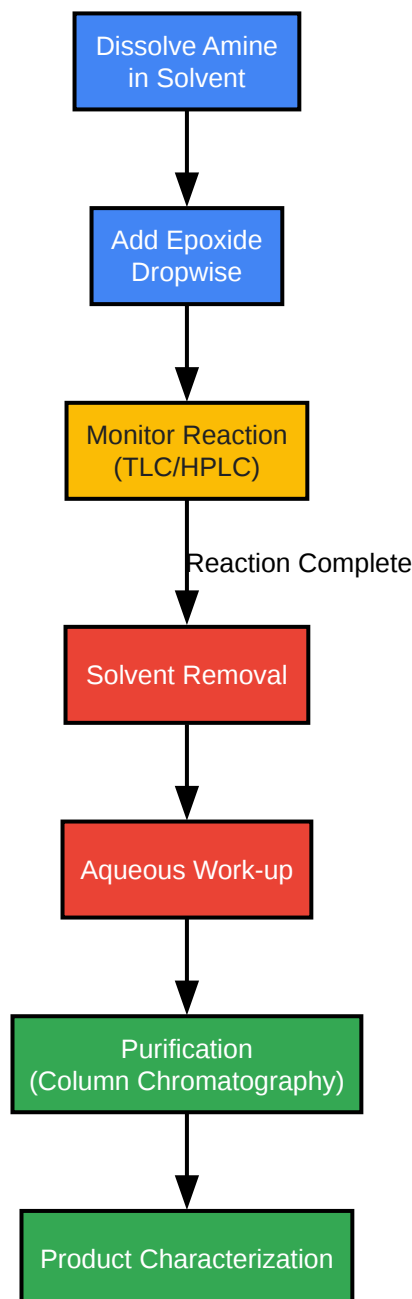 Dissolve Amine
in Solvent
Add Epoxide
Dropwise
Monitor Reaction
(TLC/HPLC)
Reaction Complete
Solvent Removal
Aqueous Work-up
Purification
(Column Chromatography)
Product Characterization